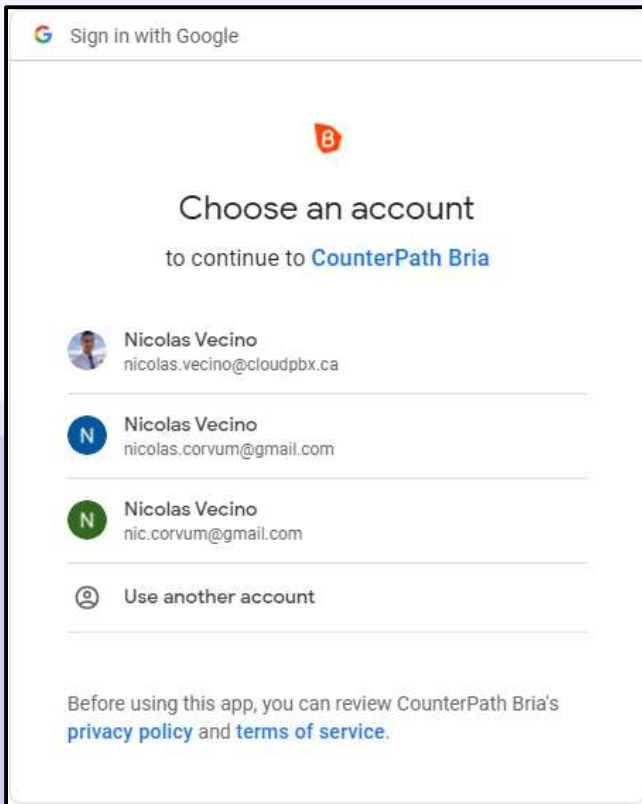 Sign in with Google
B
Choose an account
to continue to CounterPath Bria
Nicolas Vecino
nicolas.vecino@cloudpbx.ca
N
Nicolas Vecino
nicolas.corvum@gmail.com
N
Nicolas Vecino
nic.corvum@gmail.com
Use another account
Before using this app, you can review CounterPath Bria's
privacy policy and terms of service.